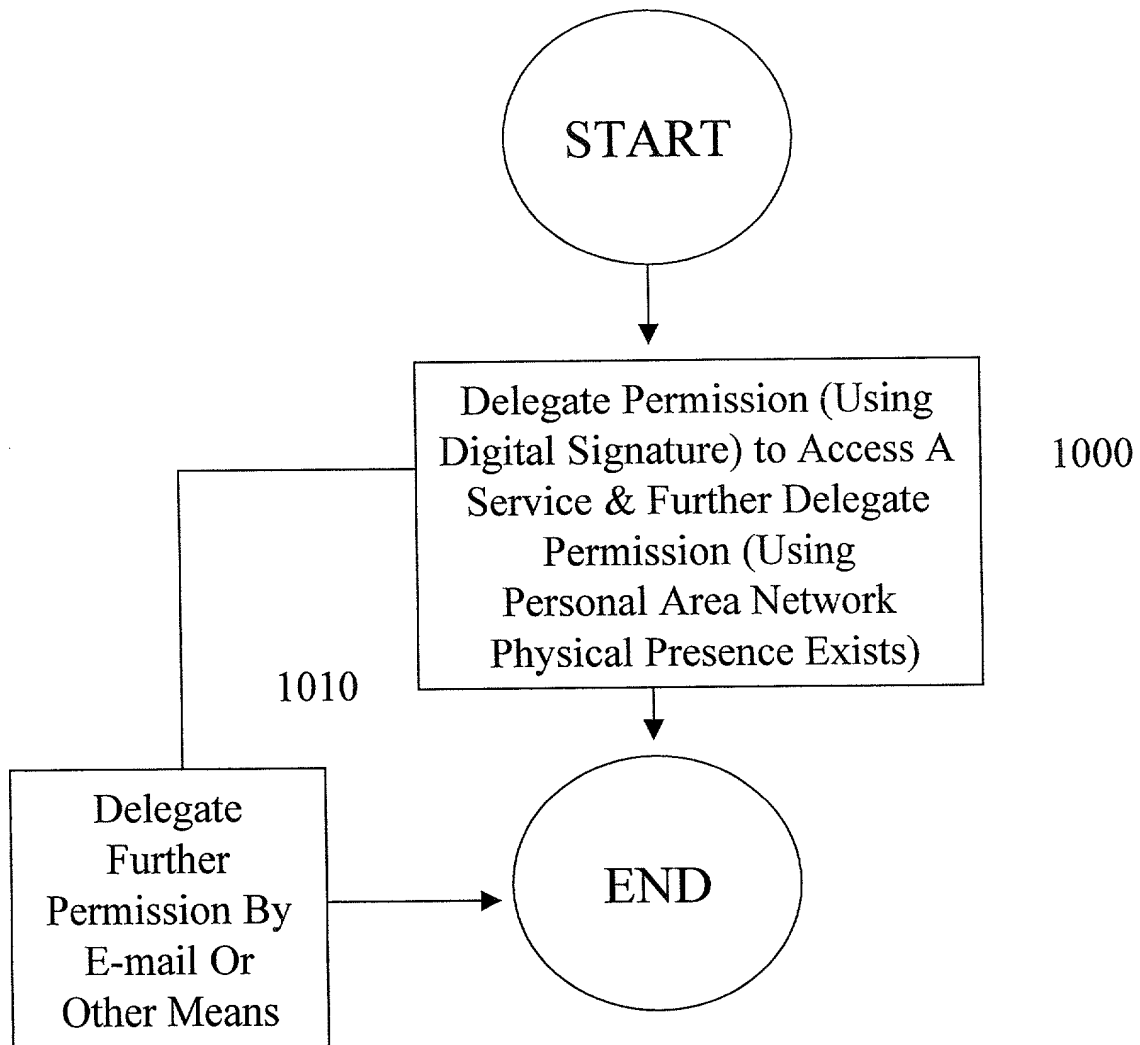 START
Delegate Permission (Using
Digital Signature) to Access A
Service & Further Delegate
Permission (Using
Personal Area Network
Physical Presence Exists)
1000
1010
Delegate
Further
Permission By
E-mail Or
Other Means
END